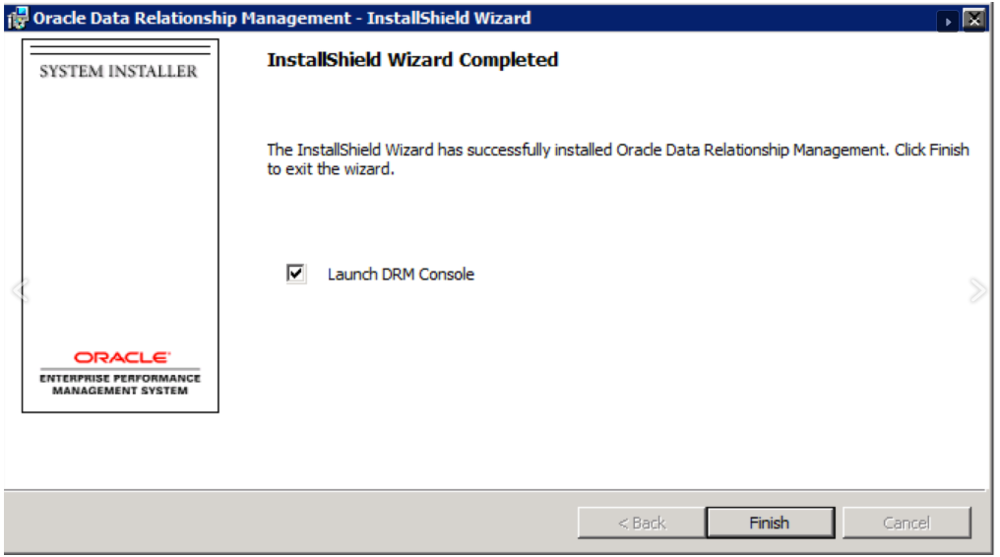 Oracle Data Relationship Management - InstallShield Wizard
SYSTEM INSTALLER
InstallShield Wizard Completed
The InstallShield Wizard has successfully installed Oracle Data Relationship Management. Click Finish
to exit the wizard.
Launch DRM Console
ORACLE
ENTERPRISE PERFORMANCE
MANAGEMENT SYSTEM
< Back
Finish
Cancel